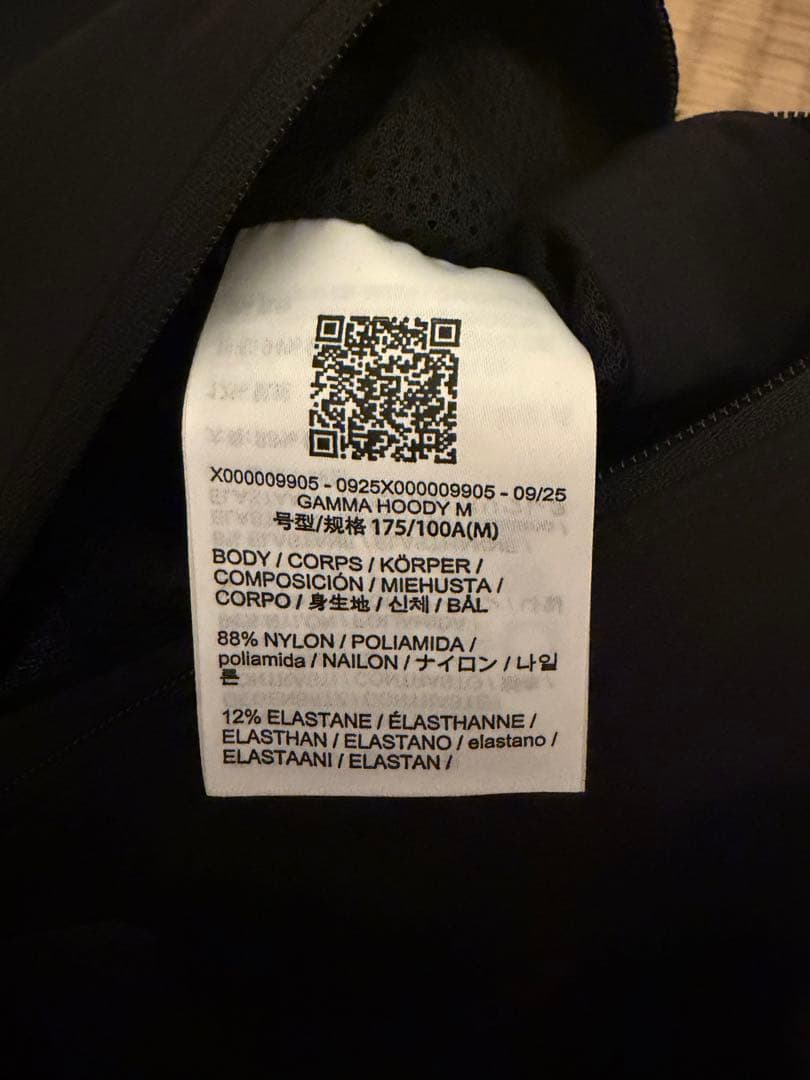 X000009905 - 0925X000009905 - 09/25
GAMMA HOODY M
号型/规格 175/100A(M)
BODY / CORPS / KÖRPER /
COMPOSICIÓN / MIEHUSTA /
CORPO / 身生地 / 신체 / BÅL
88% NYLON / POLIAMIDA /
poliamida / NAILON / ナイロン / 나일
론
12% ELASTANE / ÉLASTHANNE /
ELASTHAN / ELASTANO / elastano /
ELASTAANI / ELASTAN /